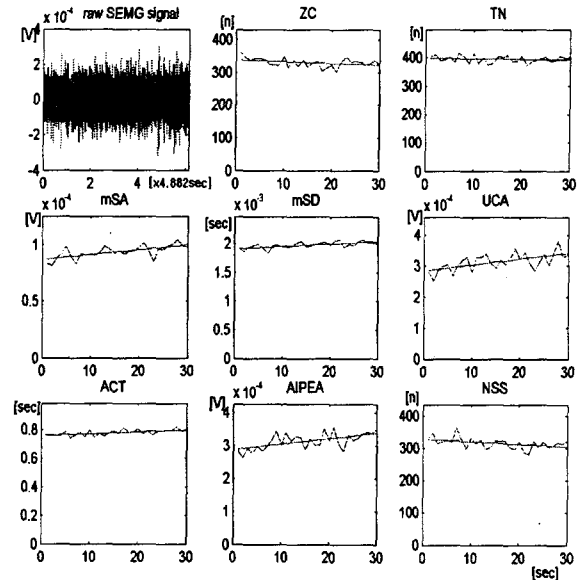 x 10⁻⁴ raw SEMG signal
[V]
4
2
0
-2
-4
0 2 4 6
[x4.882sec]
ZC
[n]
400
300
200
100
0
0 10 20 30
TN
[n]
400
300
200
100
0
0 10 20 30
mSA
[V] x 10⁻⁴
1
0.5
0
0 10 20 30
mSD
x 10⁻³
[sec]
2
1.5
1
0.5
0
0 10 20 30
UCA
x 10⁻⁴
[V]
4
3
2
1
0
0 10 20 30
ACT
[sec]
0.8
0.6
0.4
0.2
0
0 10 20 30
AIPEA
[V] x 10⁻⁴
4
3
2
1
0
0 10 20 30
NSS
[n]
400
300
200
100
0
0 10 20 30
[sec]